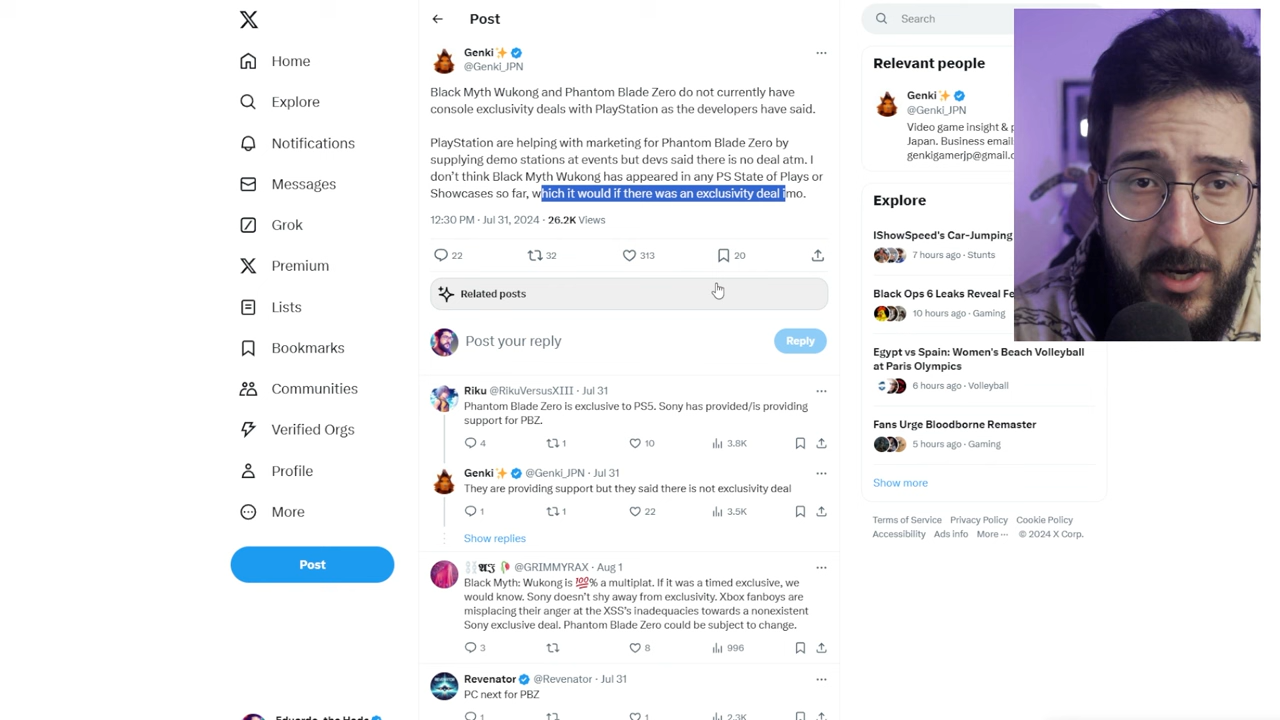 Post
Search
Home
Explore
Notifications
Messages
Grok
Premium
Lists
Bookmarks
Communities
Verified Orgs
Profile
More
Post
Genki✨
@Genki_JPN
Black Myth Wukong and Phantom Blade Zero do not currently have
console exclusivity deals with PlayStation as the developers have said.
PlayStation are helping with marketing for Phantom Blade Zero by
supplying demo stations at events but devs said there is no deal atm. I
don't think Black Myth Wukong has appeared in any PS State of Plays or
Showcases so far, which it would if there was an exclusivity deal imo.
12:30 PM · Jul 31, 2024 · 26.2K Views
22 32 313 20
Related posts
Post your reply
Reply
Riku @RikuVersusXIII · Jul 31
Phantom Blade Zero is exclusive to PS5. Sony has provided/is providing
support for PBZ.
4 1 10 3.8K
Genki✨ @Genki_JPN · Jul 31
They are providing support but they said there is not exclusivity deal
1 1 22 3.5K
Show replies
@GRIMMYRAX · Aug 1
Black Myth: Wukong is 💯% a multiplat. If it was a timed exclusive, we
would know. Sony doesn't shy away from exclusivity. Xbox fanboys are
misplacing their anger at the XSS's inadequacies towards a nonexistent
Sony exclusive deal. Phantom Blade Zero could be subject to change.
3 8 996
Revenator @Revenator · Jul 31
PC next for PBZ
1 1 2.3K
Relevant people
Genki✨
@Genki_JPN
Video game insight &
Japan. Business email
genkigamerjp@gmail.c
Explore
IShowSpeed's Car-Jumping
7 hours ago · Stunts
Black Ops 6 Leaks Reveal
10 hours ago · Gaming
Egypt vs Spain: Women's Beach Volleyball
at Paris Olympics
6 hours ago · Volleyball
Fans Urge Bloodborne Remaster
5 hours ago · Gaming
Show more
Terms of Service Privacy Policy Cookie Policy
Accessibility Ads info More ··· © 2024 X Corp.